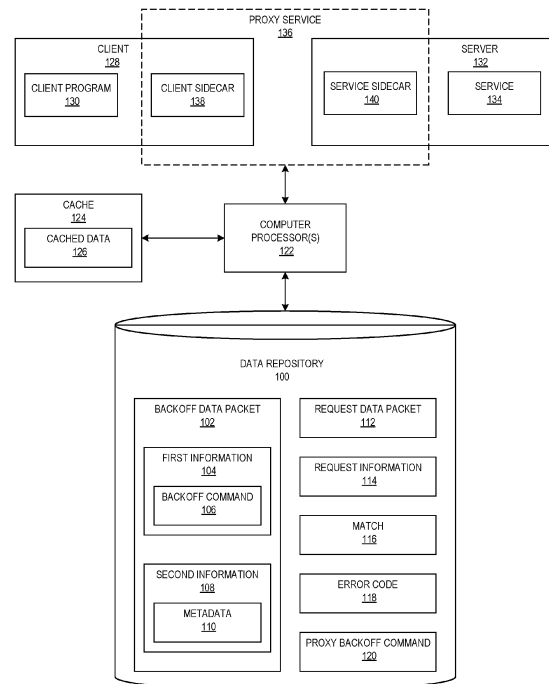 PROXY SERVICE
136
CLIENT
128
CLIENT PROGRAM
130
CLIENT SIDECAR
138
SERVER
132
SERVICE SIDECAR
140
SERVICE
134
CACHE
124
CACHED DATA
126
COMPUTER
PROCESSOR(S)
122
DATA REPOSITORY
100
BACKOFF DATA PACKET
102
FIRST INFORMATION
104
BACKOFF COMMAND
106
SECOND INFORMATION
108
METADATA
110
REQUEST DATA PACKET
112
REQUEST INFORMATION
114
MATCH
116
ERROR CODE
118
PROXY BACKOFF COMMAND
120